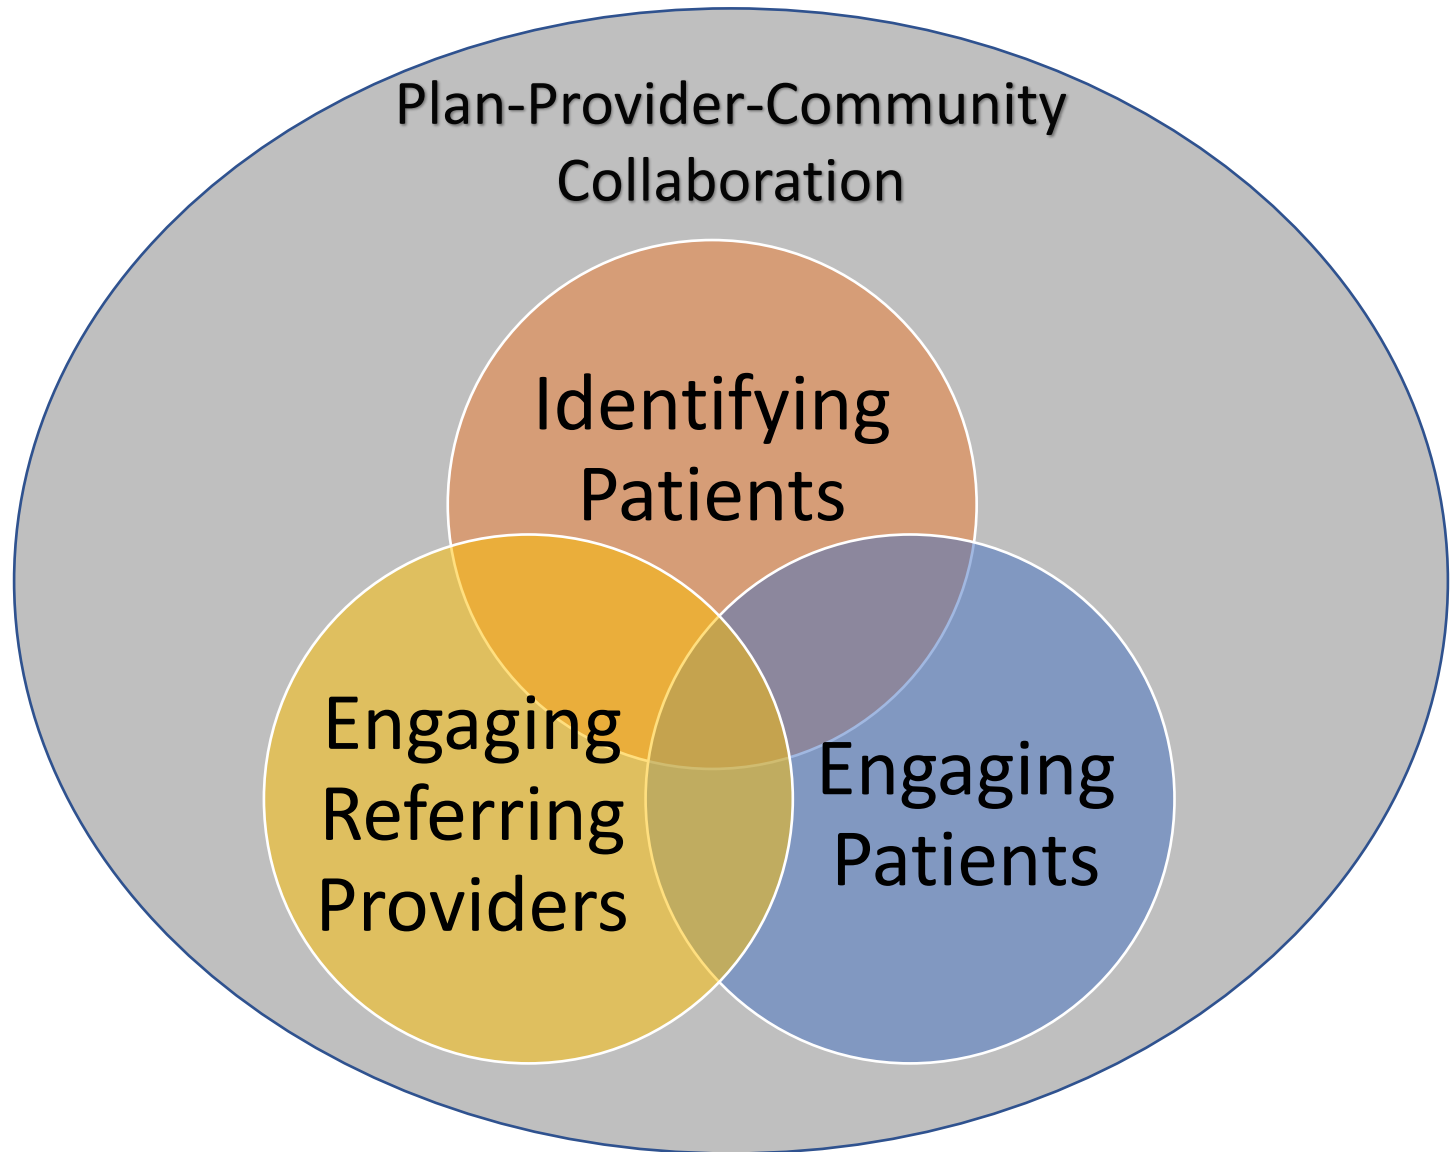 Plan-Provider-Community
Collaboration
Identifying
Patients
Engaging
Referring
Providers
Engaging
Patients